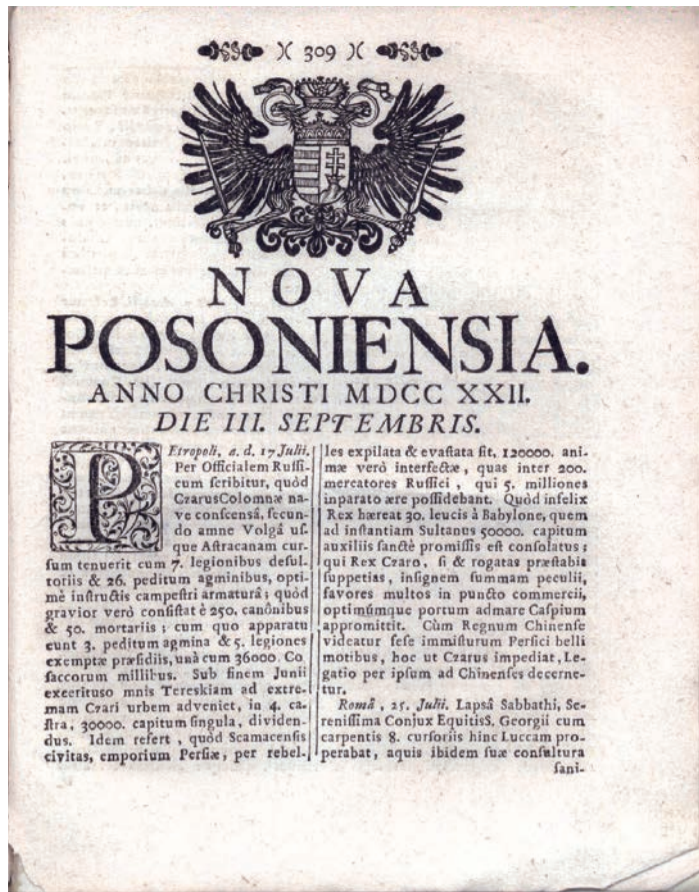 )( 309 )(
NOVA
POSONIENSIA.
ANNO CHRISTI MDCC XXII.
DIE III. SEPTEMBRIS.
PEtropoli, a. d. 17 Julii.
Per Officialem Ruſſi-
cum ſcribitur, quòd
CzarusColomnæ na-
ve conſcensâ, ſecun-
do amne Volgâ uſ-
que Aſtracanam cur-
ſum tenuerit cum 7. legionibus deſul-
toriis & 26. peditum agminibus, opti-
mè inſtructis campeſtri armaturâ; quòd
gravior verò conſiſtat è 250. canônibus
& 50. mortariis; cum quo apparatu
eunt 3. peditum agmina & 5. legiones
exemptæ præſidiis, unà cum 36000. Co
ſaccorum millibus. Sub finem Junii
exercituso mnis Tereskiam ad extre-
mam Czari urbem adveniet, in 4. ca-
ſtra, 30000. capitum ſingula, dividen-
dus. Idem refert, quòd Scamacenſis
civitas, emporium Perſiæ, per rebel-
les expilata & evaſtata ſit, 120000. ani-
mæ verò interfectæ, quas inter 200.
mercatores Ruſſici, qui 5. milliones
inparato ære poſſidebant. Quòd infelix
Rex hæreat 30. leucis à Babylone, quem
ad inſtantiam Sultanus 50000. capitum
auxiliis ſanctè promiſſis eſt conſolatus;
qui Rex Czaro, ſi & rogatas præſtabit
ſuppetias, inſignem ſummam peculii,
favores multos in puncto commercii,
optimúmque portum admare Caſpium
appromittit. Cùm Regnum Chinenſe
videatur ſeſe immiſturum Perſici belli
motibus, hoc ut Czarus impediat, Le-
gatio per ipſum ad Chinenſes decerne-
tur.
Româ, 25. Julii. Lapſâ Sabbathi, Se-
reniſſima Conjux EquitisS. Georgii cum
carpentis 8. curſoriis hinc Luccam pro-
perabat, aquis ibidem ſuæ conſultura
ſani-